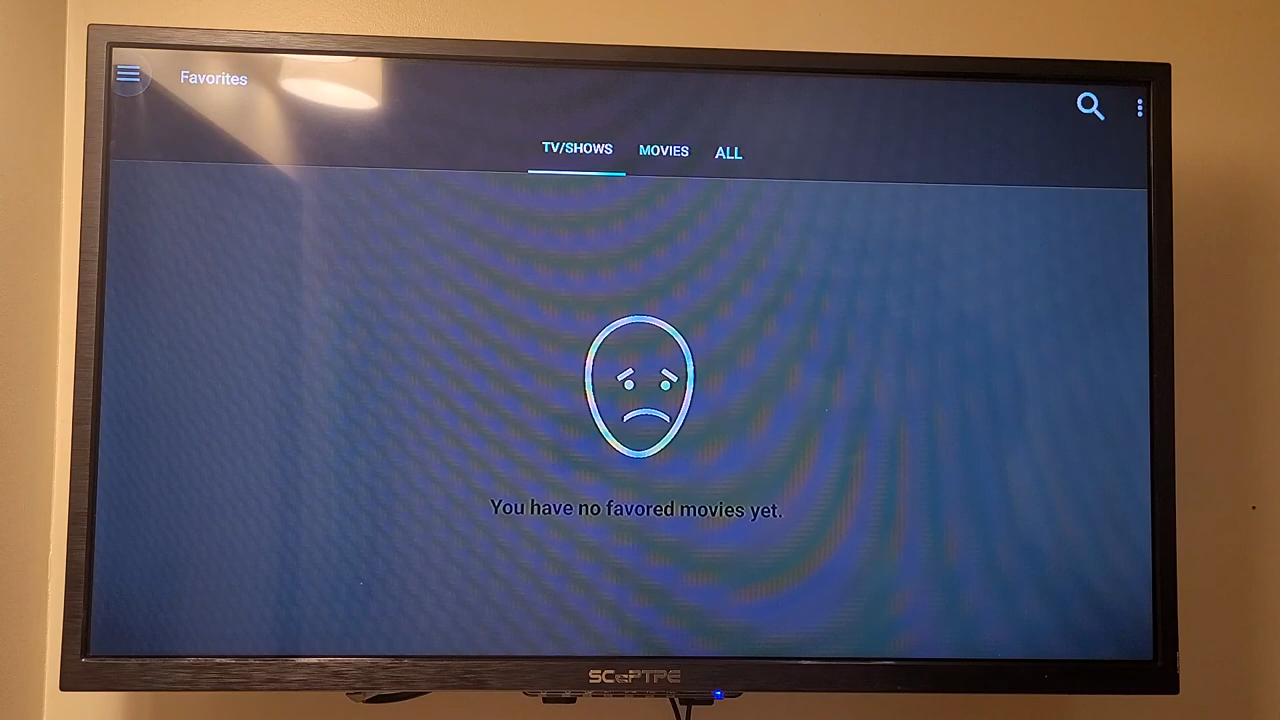 Favorites
TV/SHOWS MOVIES ALL
You have no favored movies yet.
SCEPTRE